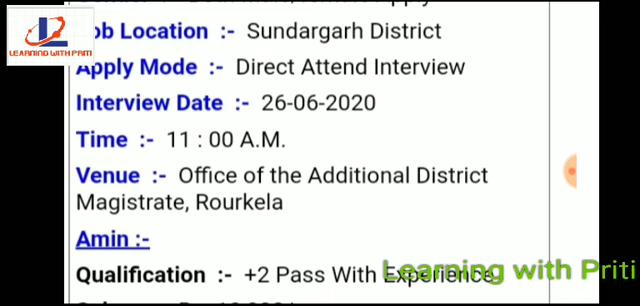 Job Location :- Sundargarh District
LEARNING WITH PRITI
Apply Mode :- Direct Attend Interview
Interview Date :- 26-06-2020
Time :- 11 : 00 A.M.
Venue :- Office of the Additional District
Magistrate, Rourkela
Amin :-
Qualification :- +2 Pass With Experience
Learning with Priti